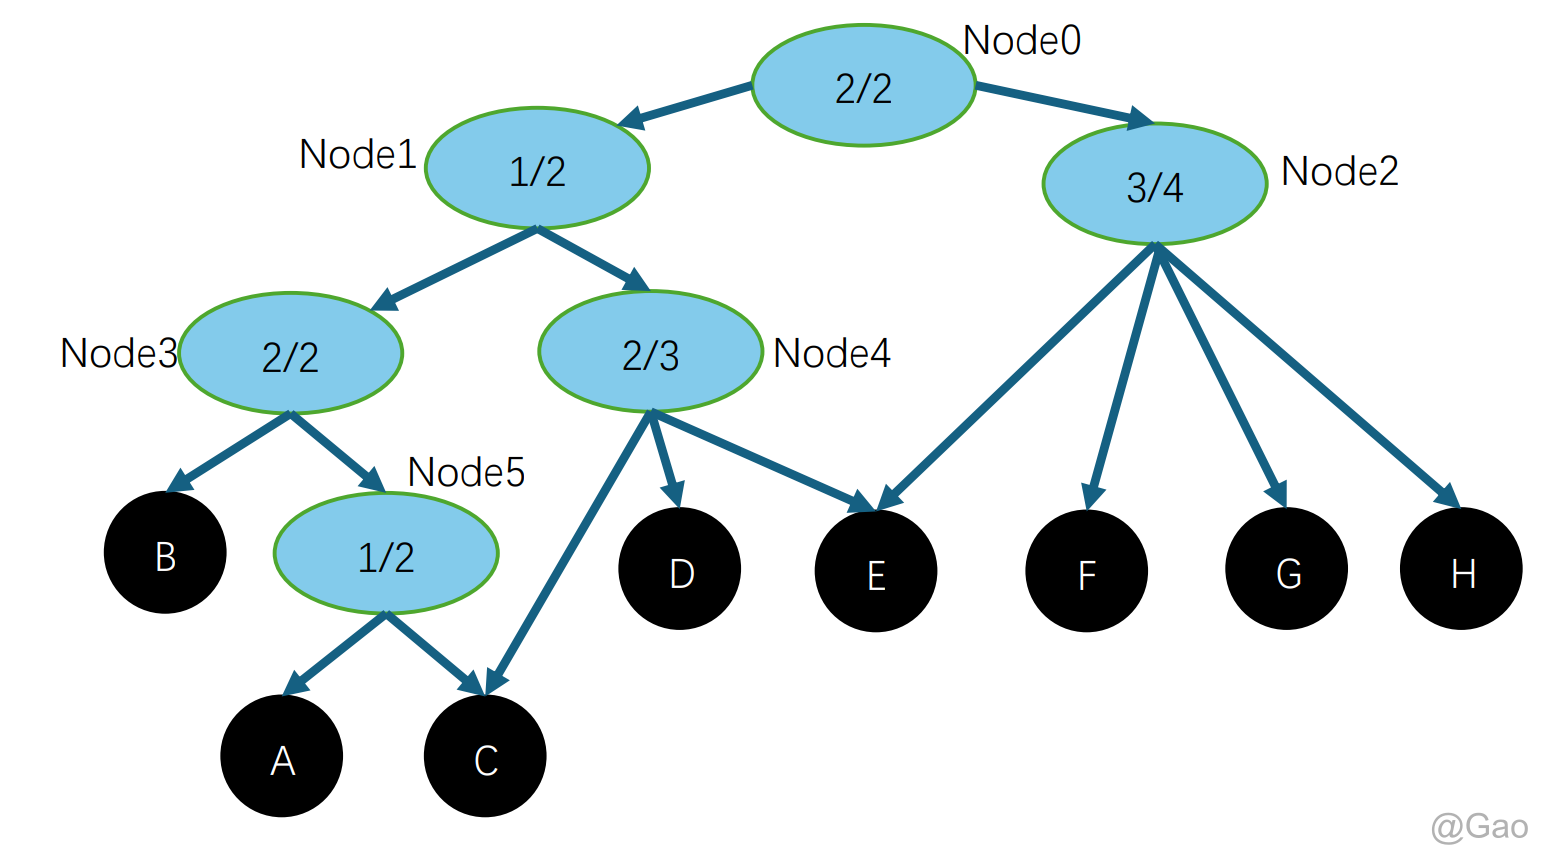 Node0
2/2
Node1
1/2
3/4
Node2
Node3
2/2
2/3
Node4
Node5
B
1/2
D
E
F
G
H
A
C
@Gao